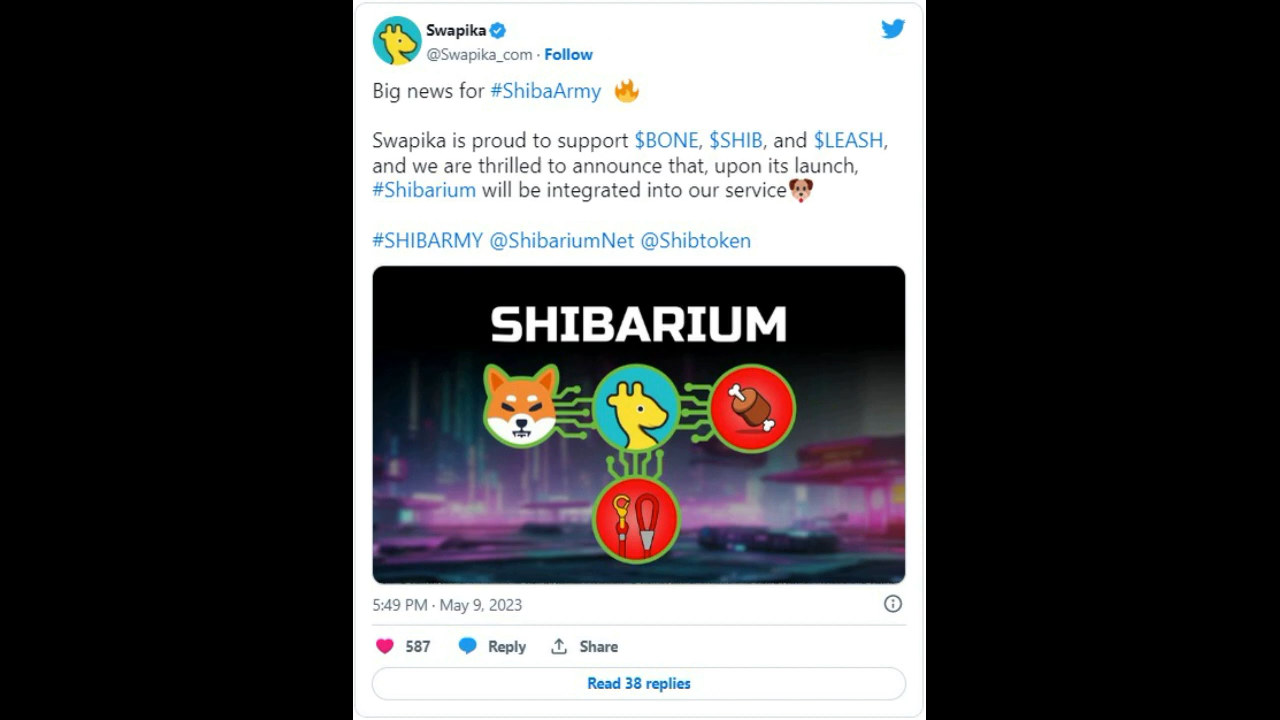 Swapika
@Swapika_com · Follow
Big news for #ShibaArmy 🔥
Swapika is proud to support $BONE, $SHIB, and $LEASH,
and we are thrilled to announce that, upon its launch,
#Shibarium will be integrated into our service🐶
#SHIBARMY @ShibariumNet @Shibtoken
SHIBARIUM
5:49 PM · May 9, 2023
587 Reply Share
Read 38 replies